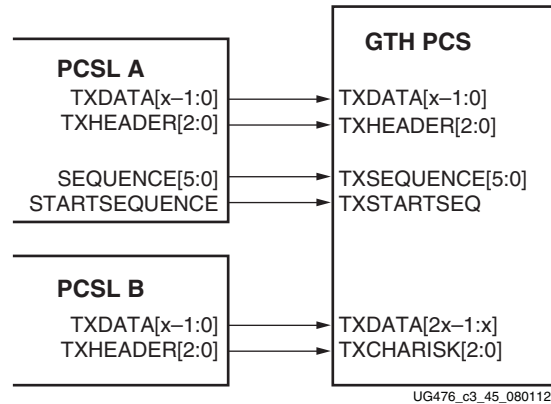 GTH PCS
PCSL A
TXDATA[x–1:0]
TXHEADER[2:0]
SEQUENCE[5:0]
STARTSEQUENCE
TXDATA[x–1:0]
TXHEADER[2:0]
TXSEQUENCE[5:0]
TXSTARTSEQ
PCSL B
TXDATA[x–1:0]
TXHEADER[2:0]
TXDATA[2x–1:x]
TXCHARISK[2:0]
UG476_c3_45_080112